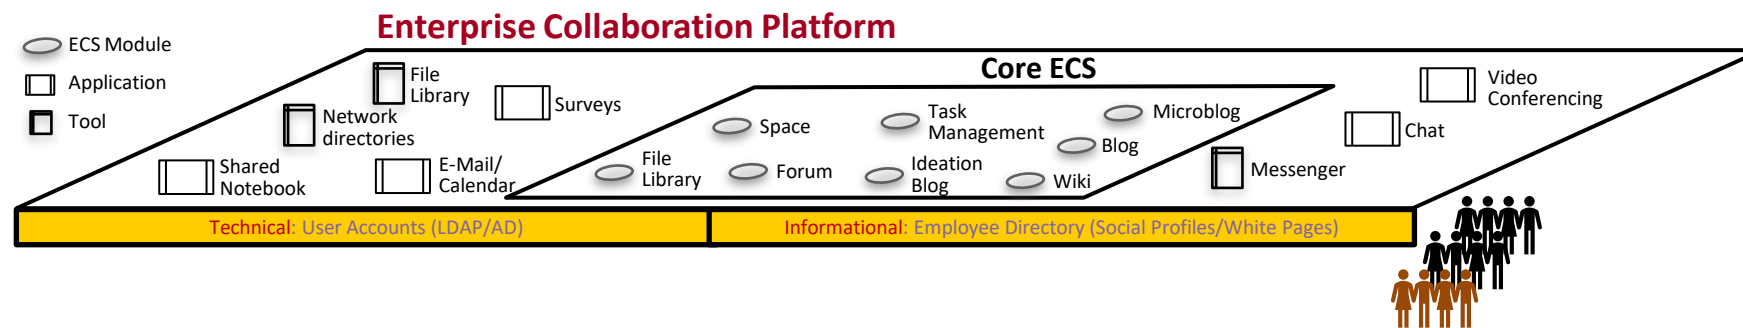 Enterprise Collaboration Platform
ECS Module
Application
Tool
File
Library
Network
directories
Surveys
Shared
Notebook
E-Mail/
Calendar
Core ECS
Space
Task
Management
Microblog
Blog
File
Library
Forum
Ideation
Blog
Wiki
Video
Conferencing
Chat
Messenger
Technical: User Accounts (LDAP/AD)
Informational: Employee Directory (Social Profiles/White Pages)